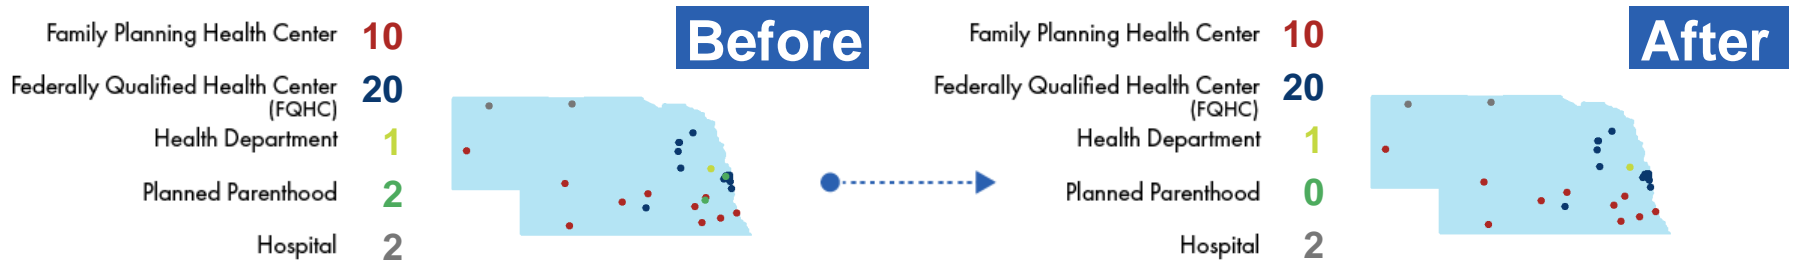 Family Planning Health Center 10
Federally Qualified Health Center 20
(FQHC)
Health Department 1
Planned Parenthood 2
Hospital 2
Before
Family Planning Health Center 10
Federally Qualified Health Center 20
(FQHC)
Health Department 1
Planned Parenthood 0
Hospital 2
After